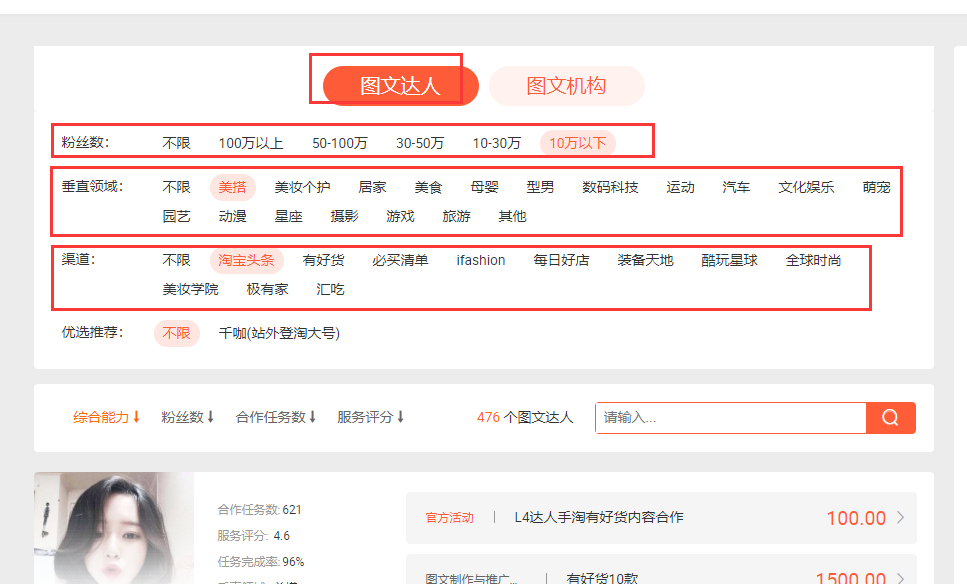 图文达人 图文机构
粉丝数: 不限 100万以上 50-100万 30-50万 10-30万 10万以下
垂直领域: 不限 美搭 美妆个护 居家 美食 母婴 型男 数码科技 运动 汽车 文化娱乐 萌宠
园艺 动漫 星座 摄影 游戏 旅游 其他
渠道: 不限 淘宝头条 有好货 必买清单 ifashion 每日好店 装备天地 酷玩星球 全球时尚
美妆学院 极有家 汇吃
优选推荐: 不限 千咖(站外登淘大号)
综合能力 粉丝数 合作任务数 服务评分 476 个图文达人 请输入...
合作任务数: 621
服务评分: 4.6
任务完成率: 96%
官方活动 | L4达人手淘有好货内容合作 100.00
图文制作与推广... | 有好货10款 1500.00